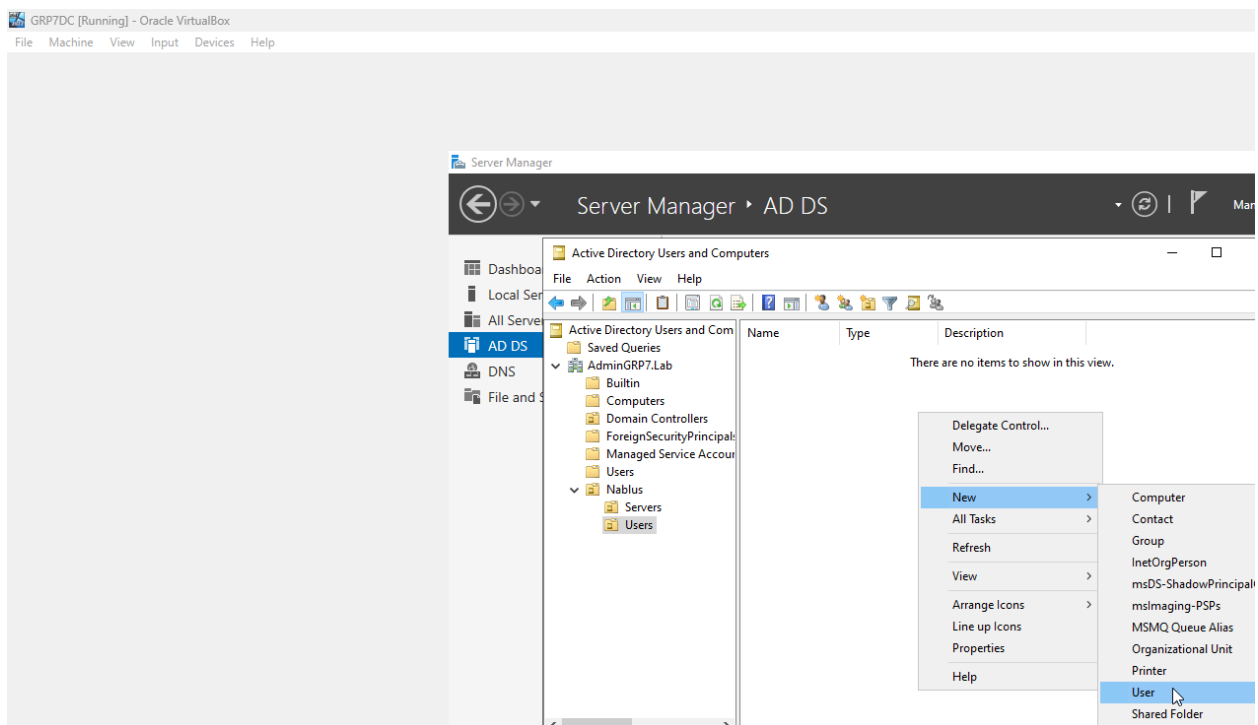 GRP7DC [Running] - Oracle VirtualBox
File Machine View Input Devices Help
Server Manager
Server Manager ‣ AD DS
Man
Dashboa
Local Ser
All Server
AD DS
DNS
File and S
Active Directory Users and Computers
File Action View Help
Active Directory Users and Com
Saved Queries
AdminGRP7.Lab
Builtin
Computers
Domain Controllers
ForeignSecurityPrincipals
Managed Service Accour
Users
Nablus
Servers
Users
Name Type Description
There are no items to show in this view.
Delegate Control...
Move...
Find...
New
All Tasks
Refresh
View
Arrange Icons
Line up Icons
Properties
Help
Computer
Contact
Group
InetOrgPerson
msDS-ShadowPrincipal
msImaging-PSPs
MSMQ Queue Alias
Organizational Unit
Printer
User
Shared Folder